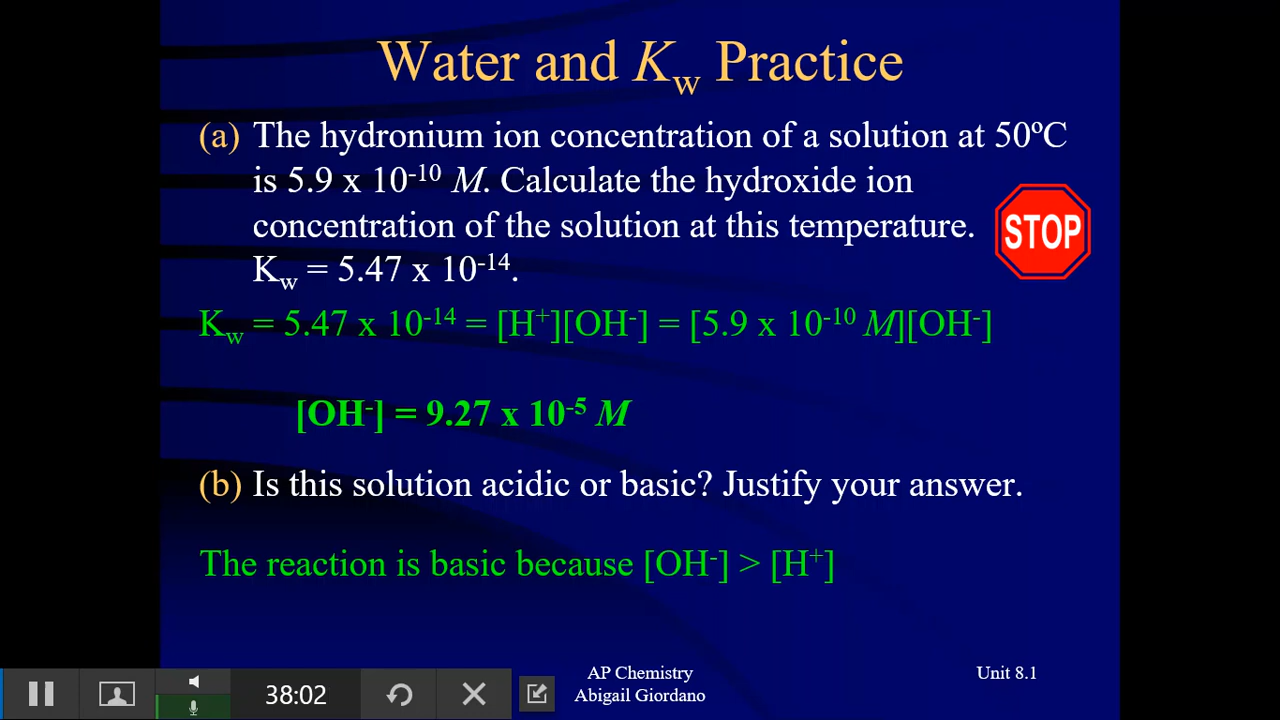 Water and Kw Practice
(a) The hydronium ion concentration of a solution at 50ºC
is 5.9 x 10⁻¹⁰ M. Calculate the hydroxide ion
concentration of the solution at this temperature.
Kw = 5.47 x 10⁻¹⁴.
STOP
Kw = 5.47 x 10⁻¹⁴ = [H⁺][OH⁻] = [5.9 x 10⁻¹⁰ M][OH⁻]
[OH⁻] = 9.27 x 10⁻⁵ M
(b) Is this solution acidic or basic? Justify your answer.
The reaction is basic because [OH⁻] > [H⁺]
38:02
AP Chemistry
Abigail Giordano
Unit 8.1